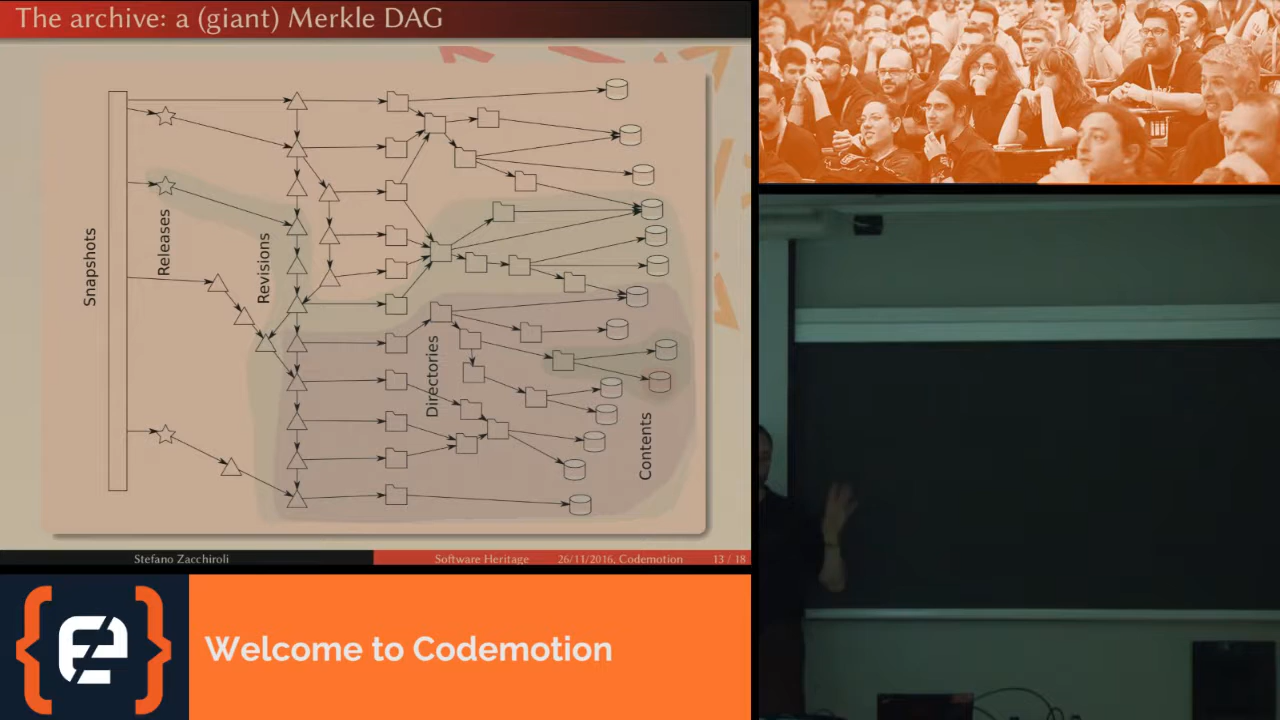 The archive: a (giant) Merkle DAG
Snapshots
Releases
Revisions
Directories
Contents
Stefano Zacchiroli
Software Heritage
26/11/2016, Codemotion
13 / 18
Welcome to Codemotion